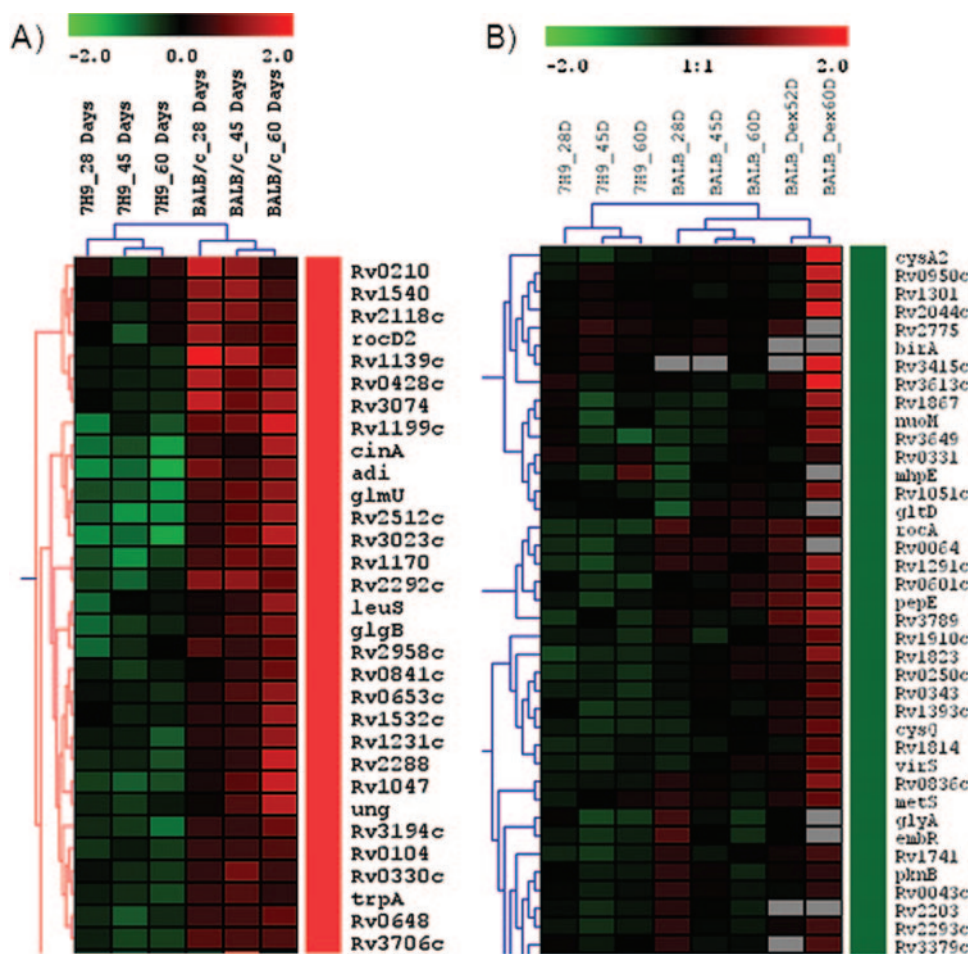 A)
-2.0 0.0 2.0
7H9_28 Days
7H9_45 Days
7H9_60 Days
BALB/c_28 Days
BALB/c_45 Days
BALB/c_60 Days
Rv0210
Rv1540
Rv2118c
rocD2
Rv1139c
Rv0428c
Rv3074
Rv1199c
cinA
adi
glmU
Rv2512c
Rv3023c
Rv1170
Rv2292c
leuS
glgB
Rv2958c
Rv0841c
Rv0653c
Rv1532c
Rv1231c
Rv2288
Rv1047
ung
Rv3194c
Rv0104
Rv0330c
trpA
Rv0648
Rv3706c
B)
-2.0 1:1 2.0
7H9_28D
7H9_45D
7H9_60D
BALB_28D
BALB_45D
BALB_60D
BALB_Dex52D
BALB_Dex60D
cysA2
Rv0950c
Rv1301
Rv2044c
Rv2775
birA
Rv3415c
Rv3613c
Rv1867
nuoM
Rv3649
Rv0331
mhpE
Rv1051c
gltD
rocA
Rv0064
Rv1291c
Rv0601c
pepE
Rv3789
Rv1910c
Rv1823
Rv0250c
Rv0343
Rv1393c
cysQ
Rv1814
virS
Rv0836c
metS
glyA
embR
Rv1741
pknB
Rv0043c
Rv2203
Rv2293c
Rv3379c